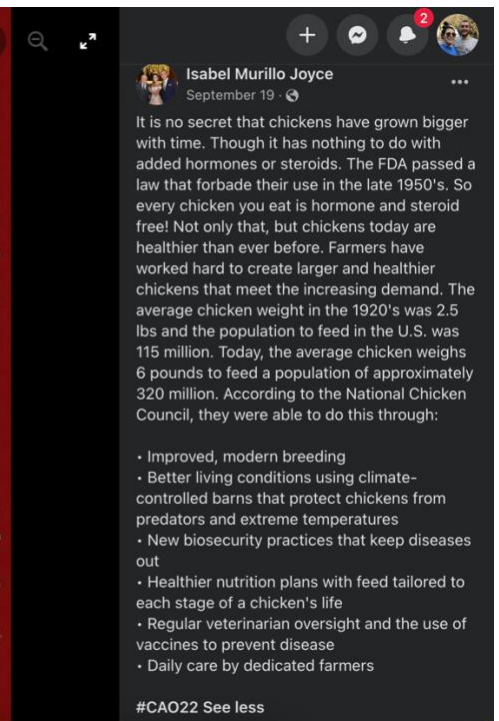 2
Isabel Murillo Joyce
September 19 ·
It is no secret that chickens have grown bigger
with time. Though it has nothing to do with
added hormones or steroids. The FDA passed a
law that forbade their use in the late 1950's. So
every chicken you eat is hormone and steroid
free! Not only that, but chickens today are
healthier than ever before. Farmers have
worked hard to create larger and healthier
chickens that meet the increasing demand. The
average chicken weight in the 1920's was 2.5
lbs and the population to feed in the U.S. was
115 million. Today, the average chicken weighs
6 pounds to feed a population of approximately
320 million. According to the National Chicken
Council, they were able to do this through:
• Improved, modern breeding
• Better living conditions using climate-
controlled barns that protect chickens from
predators and extreme temperatures
• New biosecurity practices that keep diseases
out
• Healthier nutrition plans with feed tailored to
each stage of a chicken's life
• Regular veterinarian oversight and the use of
vaccines to prevent disease
• Daily care by dedicated farmers
#CAO22 See less